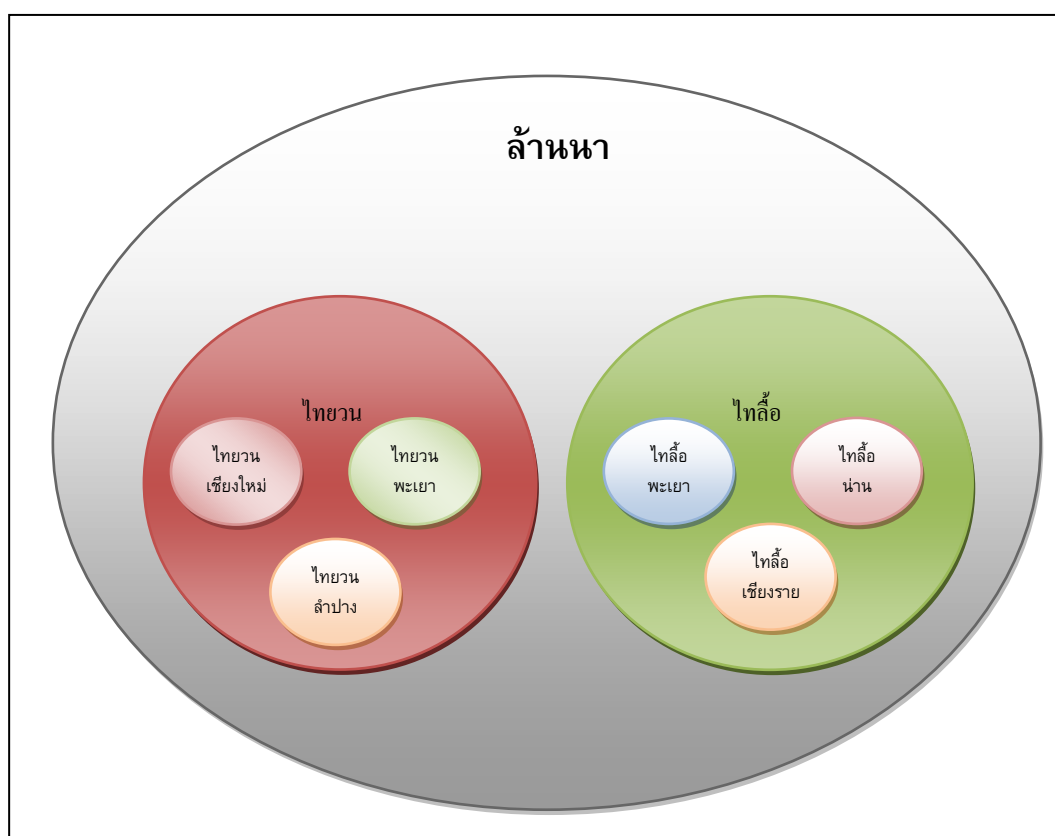 ล้านนา
ไทยวน
ไทลื้อ
ไทยวน
เชียงใหม่
ไทยวน
พะเยา
ไทลื้อ
พะเยา
ไทลื้อ
น่าน
ไทยวน
ลำปาง
ไทลื้อ
เชียงราย